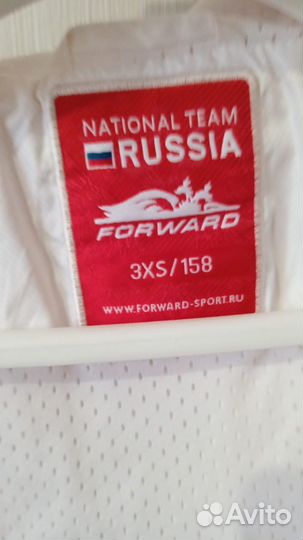 NATIONAL TEAM
RUSSIA
FORWARD
3XS/158
WWW.FORWARD-SPORT.RU
Avito